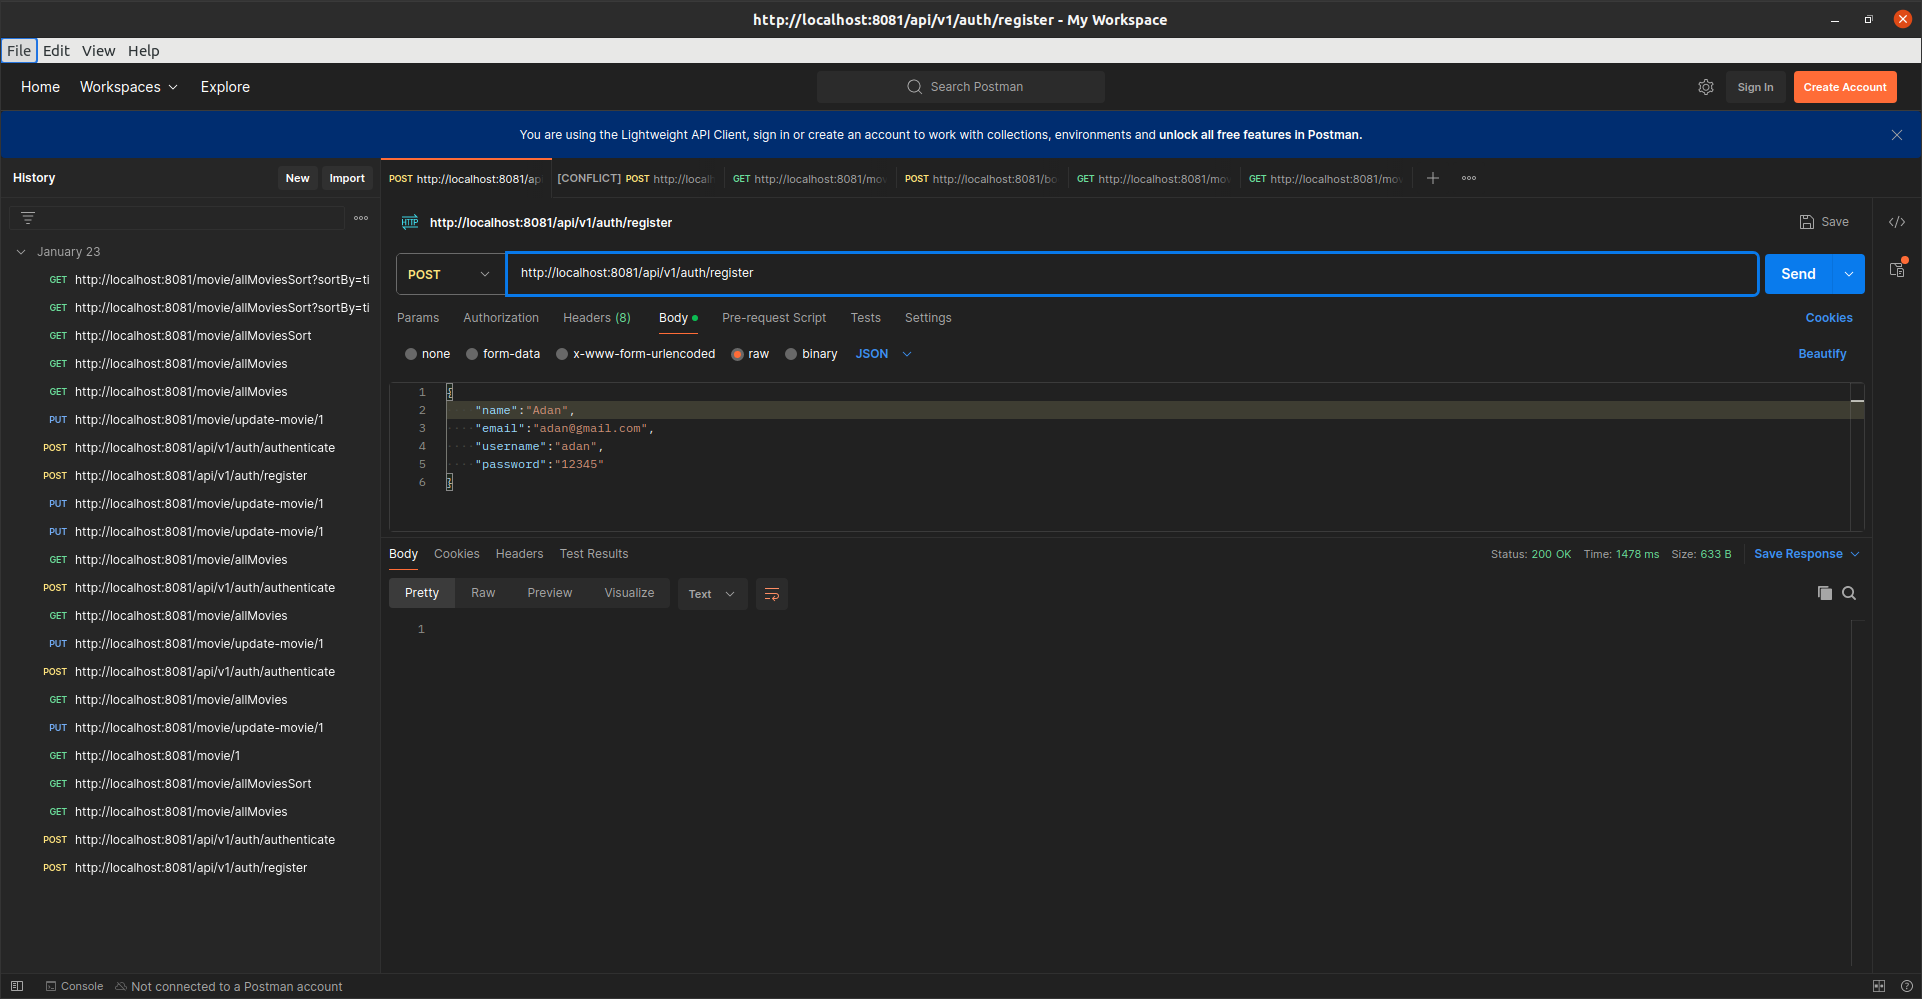 http://localhost:8081/api/v1/auth/register - My Workspace
File Edit View Help
Home Workspaces Explore Search Postman Sign In Create Account
You are using the Lightweight API Client, sign in or create an account to work with collections, environments and unlock all free features in Postman.
History New Import
POST http://localhost:8081/ap [CONFLICT] POST http://local GET http://localhost:8081/mov POST http://localhost:8081/bo GET http://localhost:8081/mov GET http://localhost:8081/mo
HTTP http://localhost:8081/api/v1/auth/register Save </>
January 23
GET http://localhost:8081/movie/allMoviesSort?sortBy=ti
GET http://localhost:8081/movie/allMoviesSort?sortBy=ti
GET http://localhost:8081/movie/allMoviesSort
GET http://localhost:8081/movie/allMovies
GET http://localhost:8081/movie/allMovies
PUT http://localhost:8081/movie/update-movie/1
POST http://localhost:8081/api/v1/auth/authenticate
POST http://localhost:8081/api/v1/auth/register
PUT http://localhost:8081/movie/update-movie/1
PUT http://localhost:8081/movie/update-movie/1
GET http://localhost:8081/movie/allMovies
POST http://localhost:8081/api/v1/auth/authenticate
GET http://localhost:8081/movie/allMovies
PUT http://localhost:8081/movie/update-movie/1
POST http://localhost:8081/api/v1/auth/authenticate
GET http://localhost:8081/movie/allMovies
PUT http://localhost:8081/movie/update-movie/1
GET http://localhost:8081/movie/1
GET http://localhost:8081/movie/allMoviesSort
GET http://localhost:8081/movie/allMovies
POST http://localhost:8081/api/v1/auth/authenticate
POST http://localhost:8081/api/v1/auth/register
POST http://localhost:8081/api/v1/auth/register Send
Params Authorization Headers (8) Body Pre-request Script Tests Settings Cookies
none form-data x-www-form-urlencoded raw binary JSON Beautify
1 {
2 "name":"Adan",
3 "email":"adan@gmail.com",
4 "username":"adan",
5 "password":"12345"
6 }
Body Cookies Headers Test Results Status: 200 OK Time: 1478 ms Size: 633 B Save Response
Pretty Raw Preview Visualize Text
1
Console Not connected to a Postman account